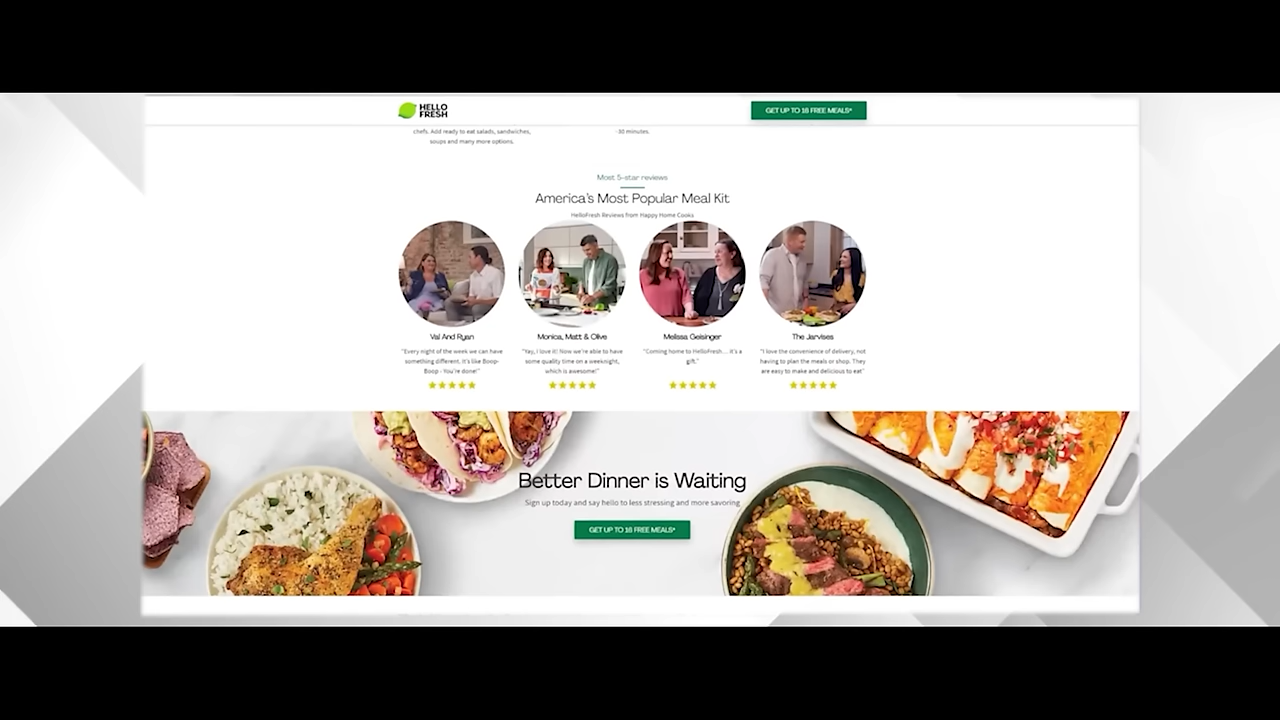 HELLO
FRESH
GET UP TO 16 FREE MEALS*
chefs. Add ready to eat salads, sandwiches,
soups and many more options.
30 minutes.
Most 5-star reviews
America's Most Popular Meal Kit
HelloFresh Reviews from Happy Home Cooks
Val And Ryan
"Every night of the week we can have
something different. It's like Boop-
Boop - You're done!"
Monica, Matt & Olive
"Yay, I love it! Now we're able to have
some quality time on a weeknight,
which is awesome!"
Melissa Geisinger
"Coming home to HelloFresh... it's a
gift."
The Jarvises
"I love the convenience of delivery, not
having to plan the meals or shop. They
are easy to make and delicious to eat"
Better Dinner is Waiting
Sign up today and say hello to less stressing and more savoring
GET UP TO 16 FREE MEALS*